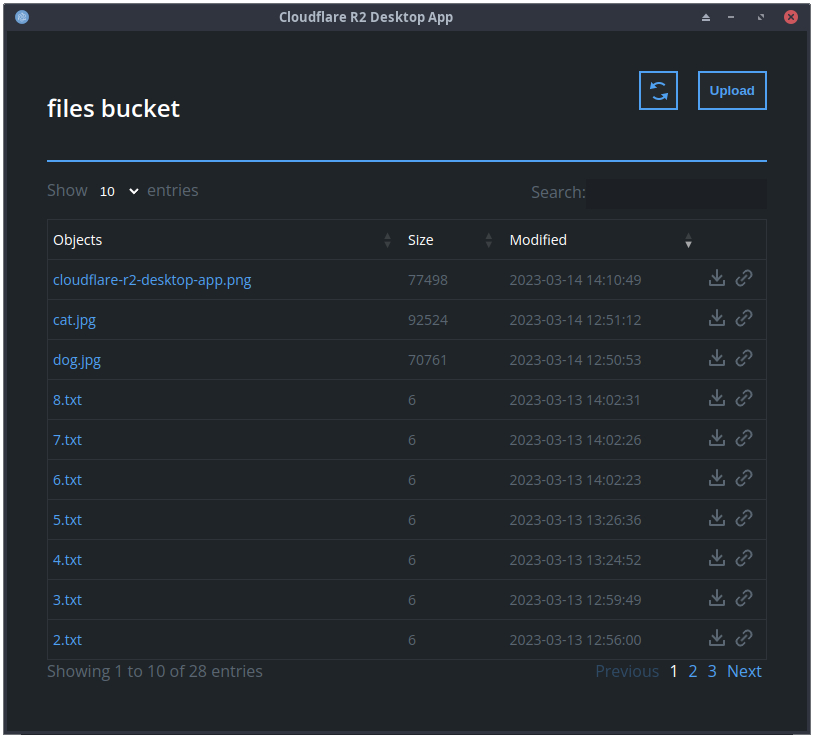 Cloudflare R2 Desktop App
files bucket
Upload
Show 10 entries
Search:
Objects Size Modified
cloudflare-r2-desktop-app.png 77498 2023-03-14 14:10:49
cat.jpg 92524 2023-03-14 12:51:12
dog.jpg 70761 2023-03-14 12:50:53
8.txt 6 2023-03-13 14:02:31
7.txt 6 2023-03-13 14:02:26
6.txt 6 2023-03-13 14:02:23
5.txt 6 2023-03-13 13:26:36
4.txt 6 2023-03-13 13:24:52
3.txt 6 2023-03-13 12:59:49
2.txt 6 2023-03-13 12:56:00
Showing 1 to 10 of 28 entries
Previous 1 2 3 Next